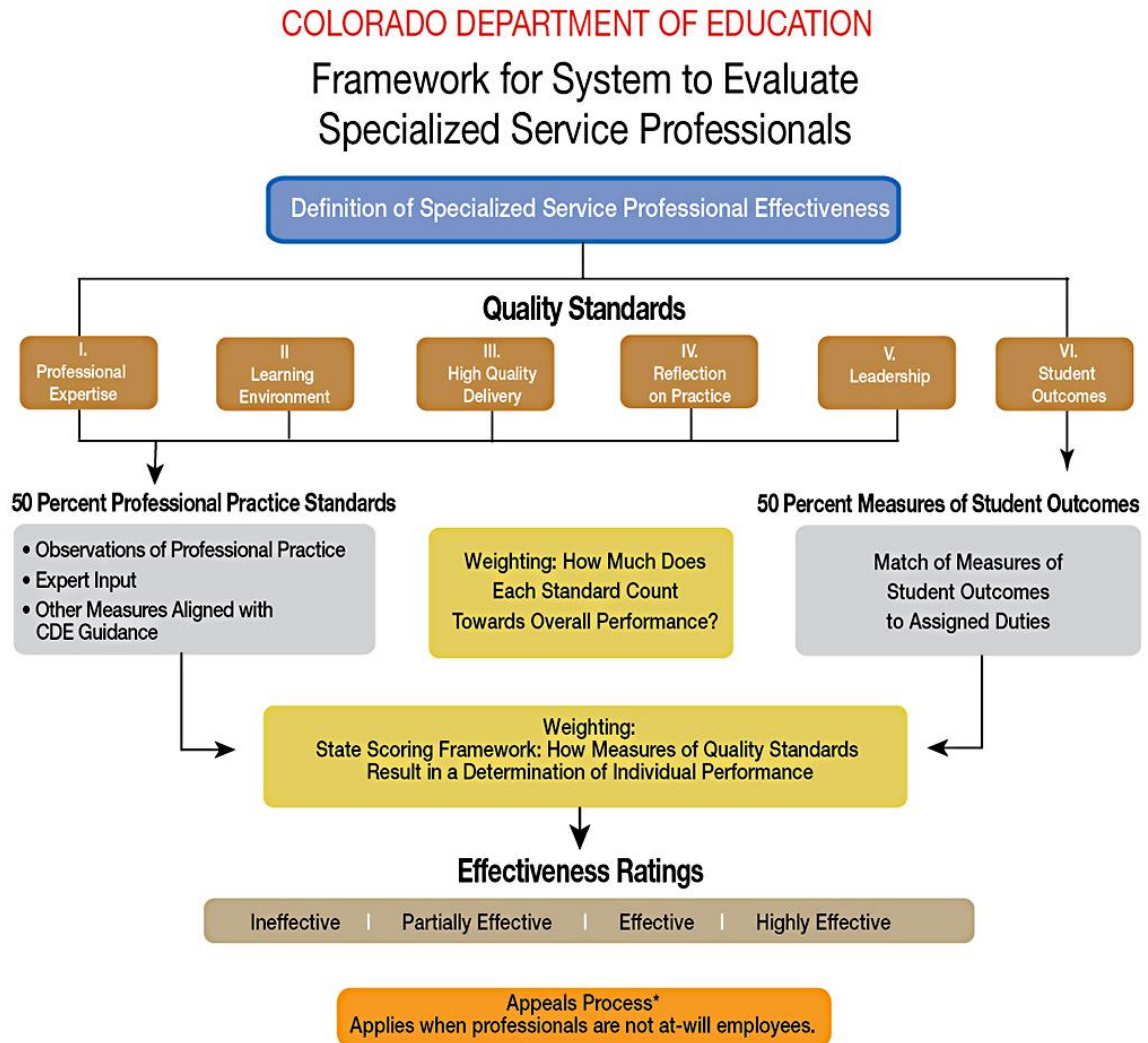 COLORADO DEPARTMENT OF EDUCATION
Framework for System to Evaluate
Specialized Service Professionals
Definition of Specialized Service Professional Effectiveness
Quality Standards
I.
Professional
Expertise
II
Learning
Environment
III.
High Quality
Delivery
IV.
Reflection
on Practice
V.
Leadership
VI.
Student
Outcomes
50 Percent Professional Practice Standards
• Observations of Professional Practice
• Expert Input
• Other Measures Aligned with
CDE Guidance
Weighting: How Much Does
Each Standard Count
Towards Overall Performance?
50 Percent Measures of Student Outcomes
Match of Measures of
Student Outcomes
to Assigned Duties
Weighting:
State Scoring Framework: How Measures of Quality Standards
Result in a Determination of Individual Performance
Effectiveness Ratings
Ineffective | Partially Effective | Effective | Highly Effective
Appeals Process*
Applies when professionals are not at-will employees.